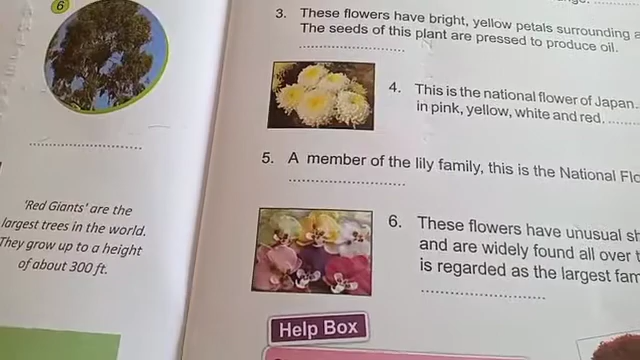 6
'Red Giants' are the
largest trees in the world.
They grow up to a height
of about 300 ft.
3. These flowers have bright, yellow petals surrounding
The seeds of this plant are pressed to produce oil.
4. This is the national flower of Japan.
in pink, yellow, white and red,
5. A member of the lily family, this is the National
6. These flowers have unusual
and are widely found all over
is regarded as the largest
Help Box